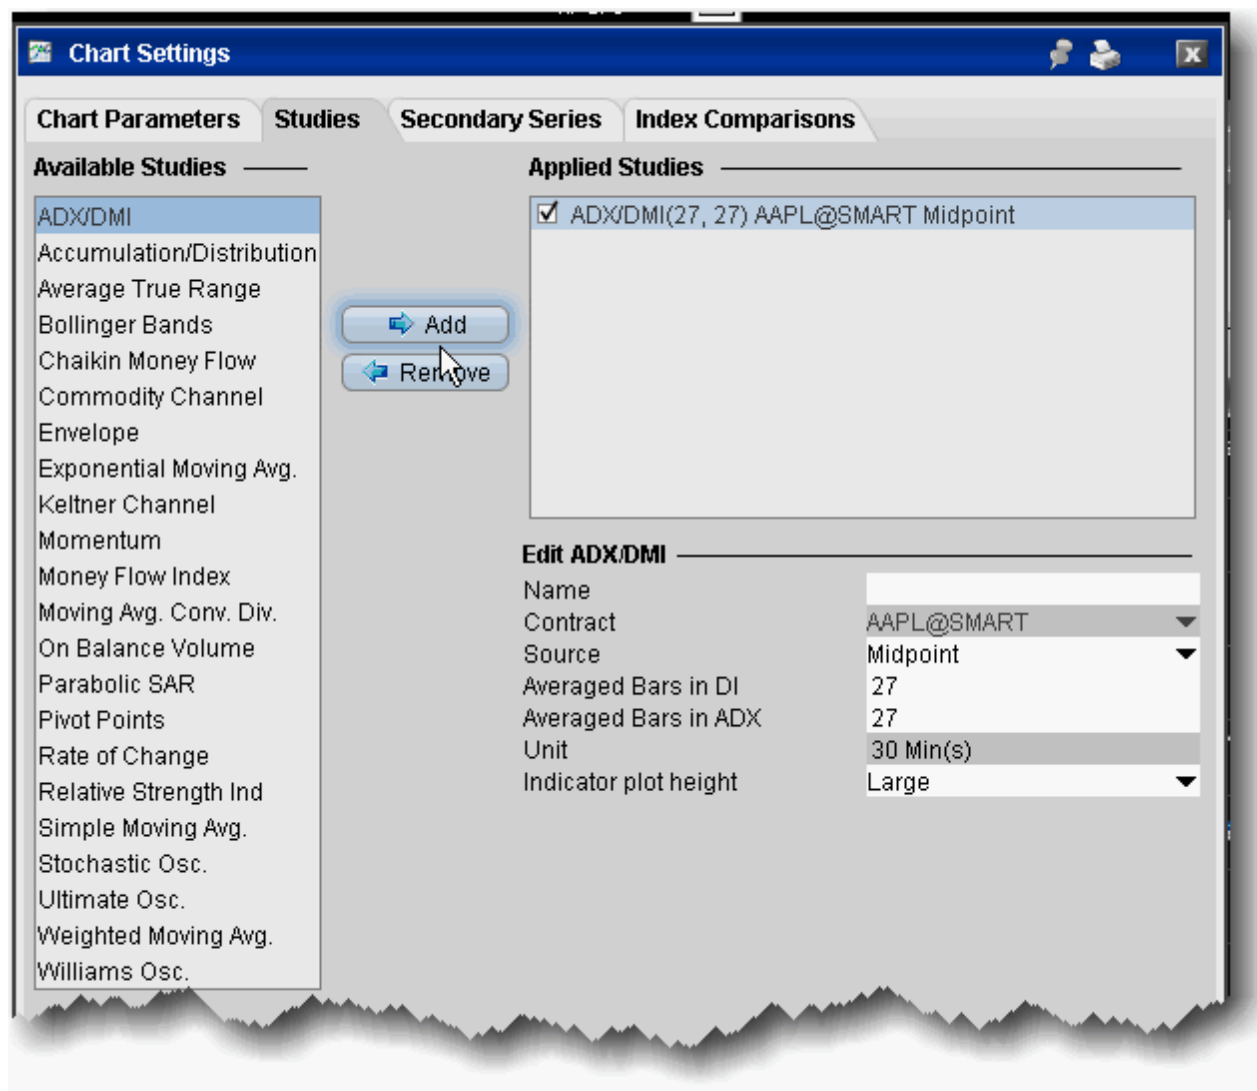 Chart Settings
Chart Parameters Studies Secondary Series Index Comparisons
Available Studies
ADX/DMI
Accumulation/Distribution
Average True Range
Bollinger Bands
Chaikin Money Flow
Commodity Channel
Envelope
Exponential Moving Avg.
Keltner Channel
Momentum
Money Flow Index
Moving Avg. Conv. Div.
On Balance Volume
Parabolic SAR
Pivot Points
Rate of Change
Relative Strength Ind
Simple Moving Avg.
Stochastic Osc.
Ultimate Osc.
Weighted Moving Avg.
Williams Osc.
Add
Remove
Applied Studies
ADX/DMI(27, 27) AAPL@SMART Midpoint
Edit ADX/DMI
Name
Contract AAPL@SMART
Source Midpoint
Averaged Bars in DI 27
Averaged Bars in ADX 27
Unit 30 Min(s)
Indicator plot height Large